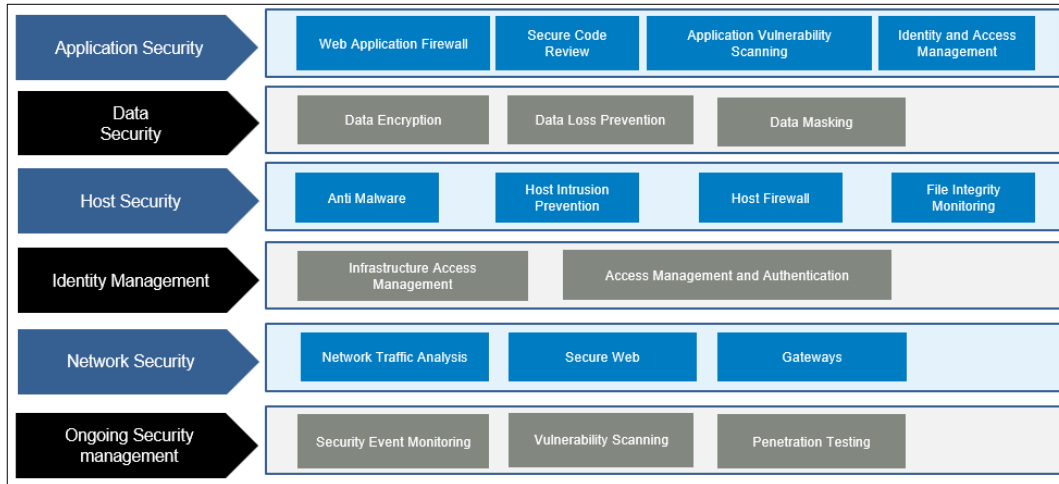 Application Security
Web Application Firewall
Secure Code
Review
Application Vulnerability
Scanning
Identity and Access
Management
Data
Security
Data Encryption
Data Loss Prevention
Data Masking
Host Security
Anti Malware
Host Intrusion
Prevention
Host Firewall
File Integrity
Monitoring
Identity Management
Infrastructure Access
Management
Access Management and Authentication
Network Security
Network Traffic Analysis
Secure Web
Gateways
Ongoing Security
management
Security Event Monitoring
Vulnerability Scanning
Penetration Testing